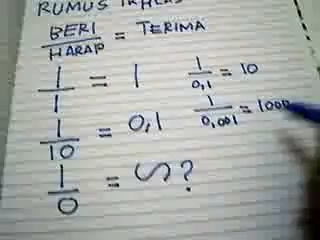 RUMUS IKHLAS
BERI/HARAP = TERIMA
1/1 = 1
1/0,1 = 10
1/10 = 0,1
1/0,001 = 1000
1/0 = ∽?